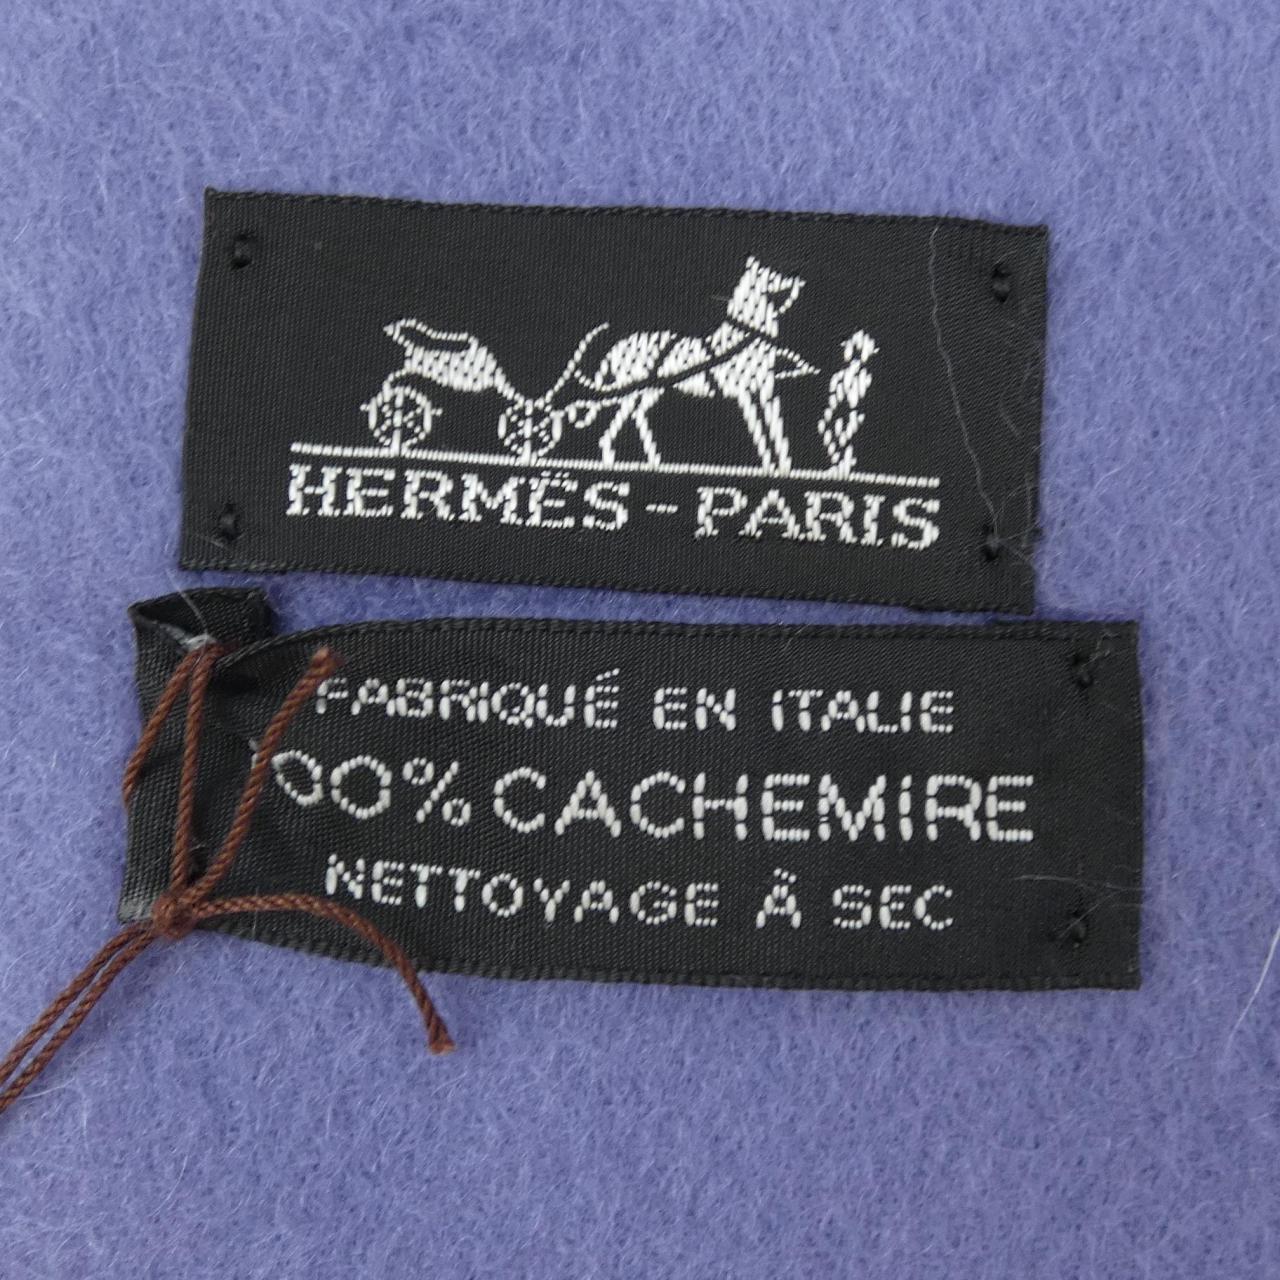 HERMÈS - PARIS
FABRIQUÉ EN ITALIE
00% CACHEMIRE
NETTOYAGE À SEC